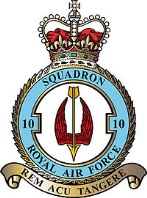 SQUADRON
10 10
ROYAL AIR FORCE
REM ACU TANGERE